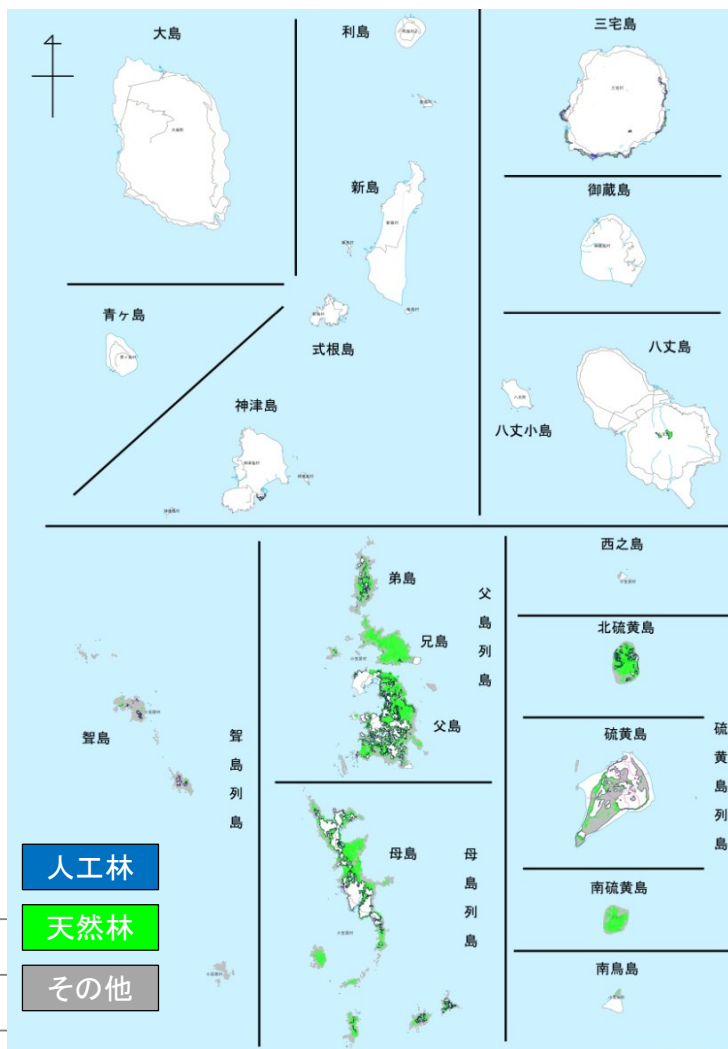 大島
利島
三宅島
新島
御蔵島
青ヶ島
式根島
神津島
八丈島
八丈小島
弟島
兄島
父島
父島列島
聟島
聟島列島
母島
母島列島
西之島
北硫黄島
硫黄島
硫黄島列島
南硫黄島
南鳥島
人工林
天然林
その他